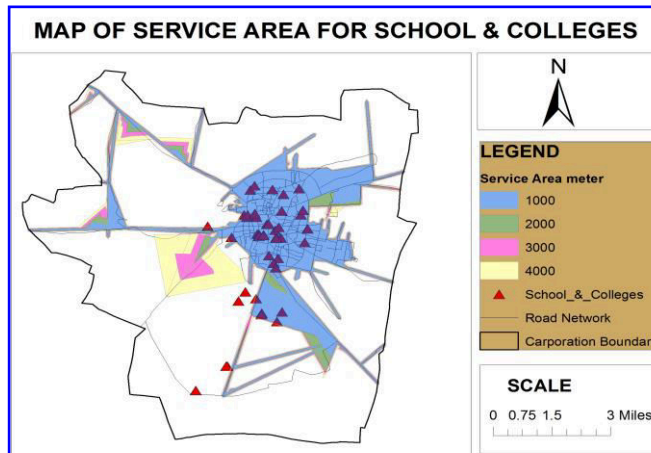 MAP OF SERVICE AREA FOR SCHOOL & COLLEGES
N
LEGEND
Service Area meter
1000
2000
3000
4000
School_&_Colleges
Road Network
Carporation Boundar
SCALE
0 0.75 1.5 3 Miles